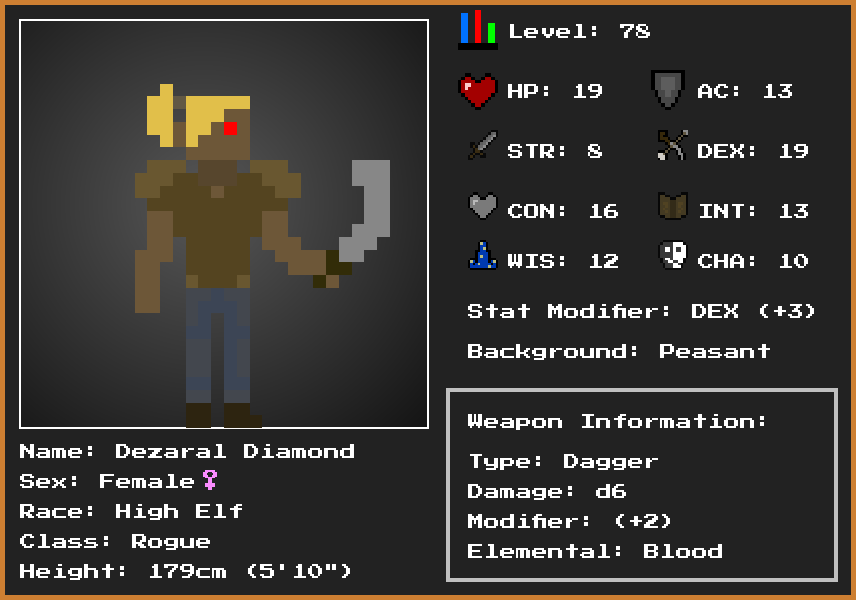 Level: 78
HP: 19 AC: 13
STR: 8 DEX: 19
CON: 16 INT: 13
WIS: 12 CHA: 10
Stat Modifier: DEX (+3)
Background: Peasant
Weapon Information:
Type: Dagger
Damage: d6
Modifier: (+2)
Elemental: Blood
Name: Dezaral Diamond
Sex: Female♀
Race: High Elf
Class: Rogue
Height: 179cm (5'10")